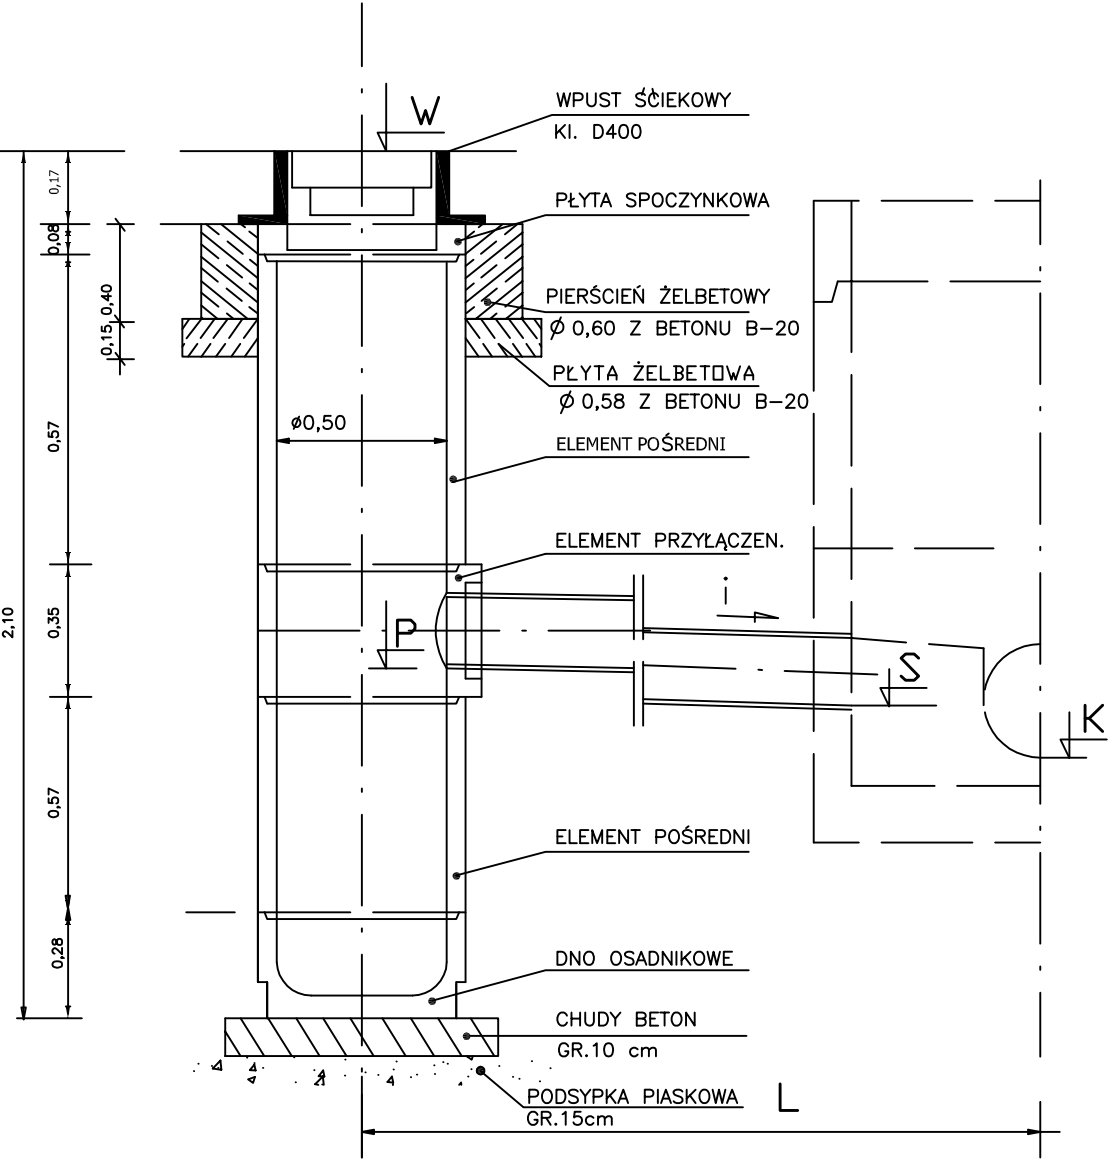 W
WPUST ŚCIEKOWY
Kl. D400
0,17
PŁYTA SPOCZYNKOWA
0,08
0,40
PIERŚCIEŃ ŻELBETOWY
Ø 0,60 Z BETONU B-20
0,15
PŁYTA ŻELBETOWA
Ø 0,58 Z BETONU B-20
ø0,50
0,57
ELEMENT POŚREDNI
ELEMENT PRZYŁĄCZEN.
i
2,10
0,35
P
S
K
0,57
ELEMENT POŚREDNI
0,28
DNO OSADNIKOWE
CHUDY BETON
GR.10 cm
PODSYPKA PIASKOWA
GR.15cm
L